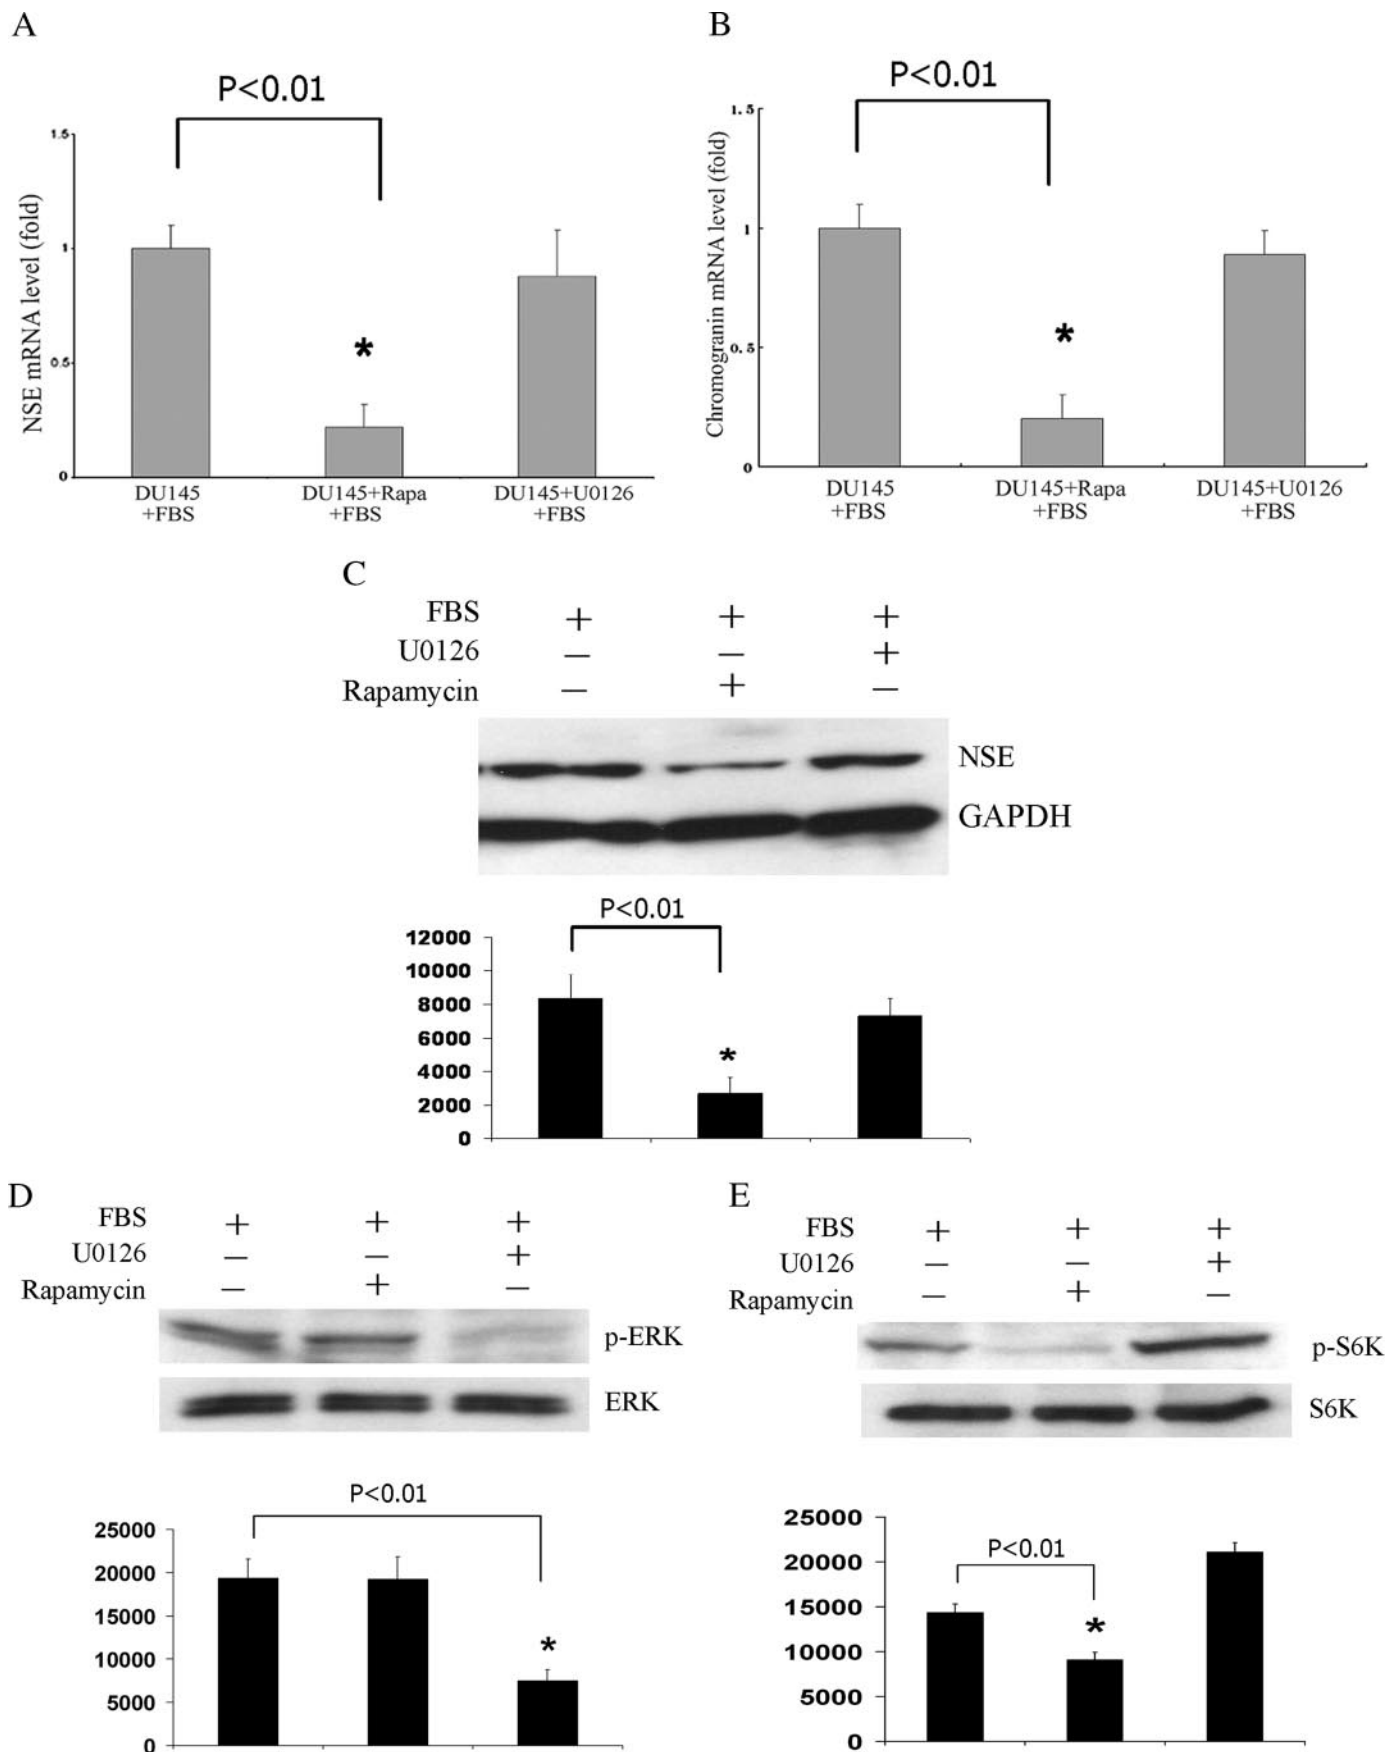 A
P<0.01
1.5
1
0.5
0
NSE mRNA level (fold)
*
DU145 DU145+Rapa DU145+U0126
+FBS +FBS +FBS
B
P<0.01
1.5
1
0.5
0
Chromogranin mRNA level (fold)
*
DU145 DU145+Rapa DU145+U0126
+FBS +FBS +FBS
C
FBS + + +
U0126 − − +
Rapamycin − + −
NSE
GAPDH
P<0.01
12000
10000
8000
6000
4000
2000
0
*
D
FBS + + +
U0126 − − +
Rapamycin − + −
p-ERK
ERK
P<0.01
25000
20000
15000
10000
5000
0
*
E
FBS + + +
U0126 − − +
Rapamycin − + −
p-S6K
S6K
P<0.01
25000
20000
15000
10000
5000
0
*